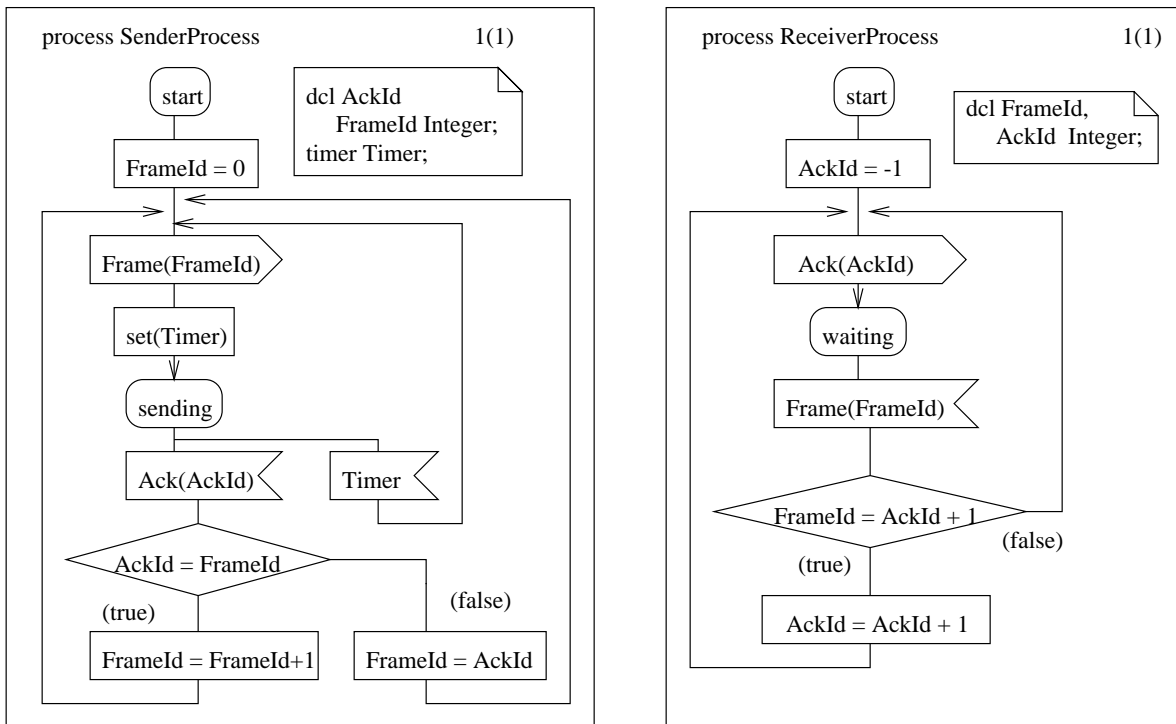 process SenderProcess 1(1)
start
dcl AckId
FrameId Integer;
timer Timer;
FrameId = 0
Frame(FrameId)
set(Timer)
sending
Ack(AckId)
Timer
AckId = FrameId
(true)
(false)
FrameId = FrameId+1
FrameId = AckId
process ReceiverProcess 1(1)
start
dcl FrameId,
AckId Integer;
AckId = -1
Ack(AckId)
waiting
Frame(FrameId)
FrameId = AckId + 1
(false)
(true)
AckId = AckId + 1